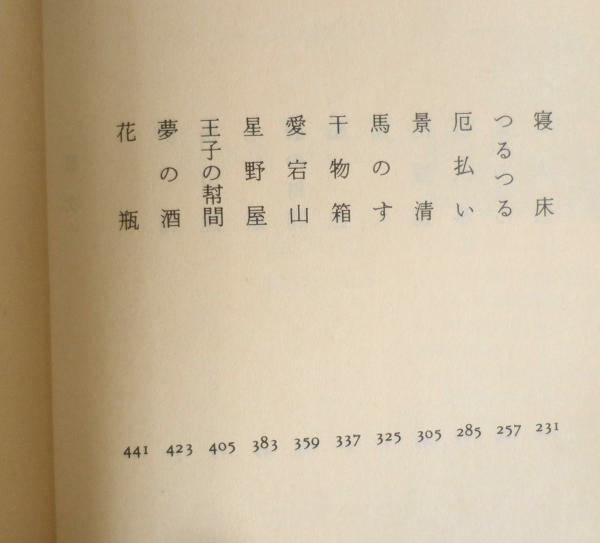 寝床 231
つるつる 257
厄払い 285
景清 305
馬のす 325
干物箱 337
愛宕山 359
星野屋 383
王子の幇間 405
夢の酒 423
花瓶 441